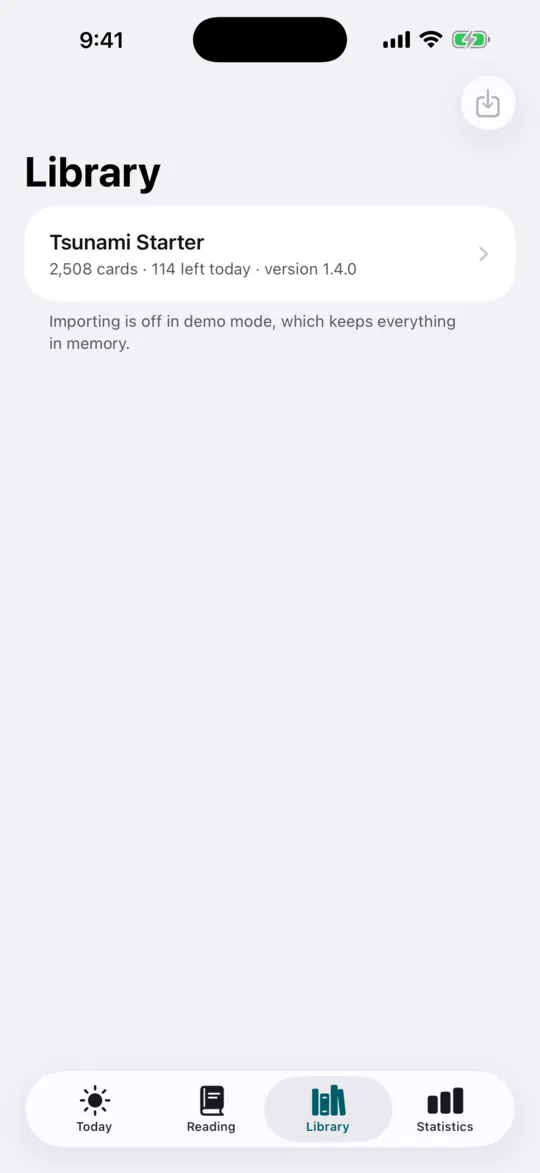 9:41
Library
Tsunami Starter
2,508 cards · 114 left today · version 1.4.0
Importing is off in demo mode, which keeps everything
in memory.
Today
Reading
Library
Statistics